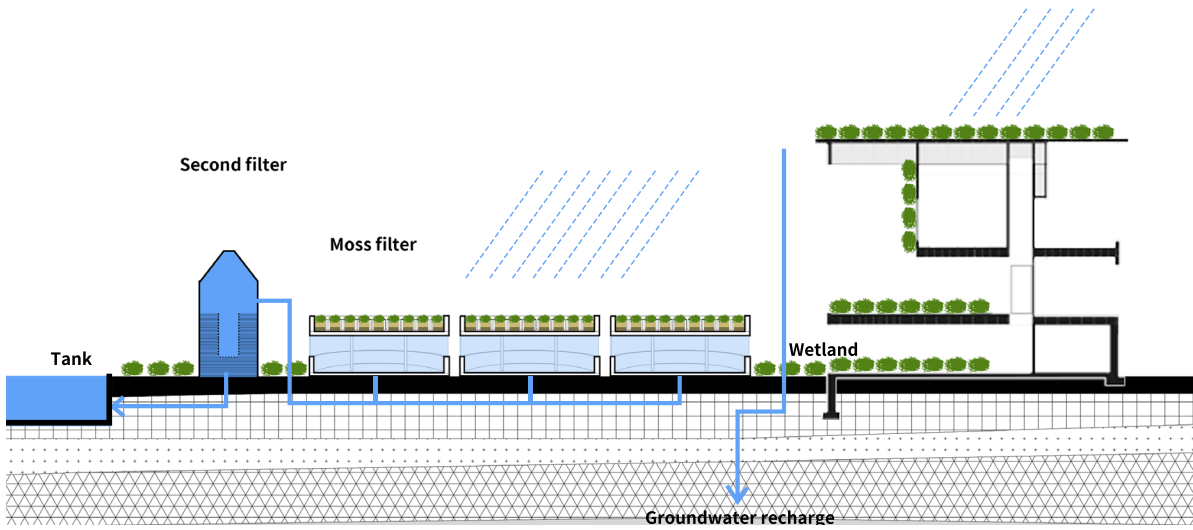 Second filter
Moss filter
Tank
Wetland
Groundwater recharge